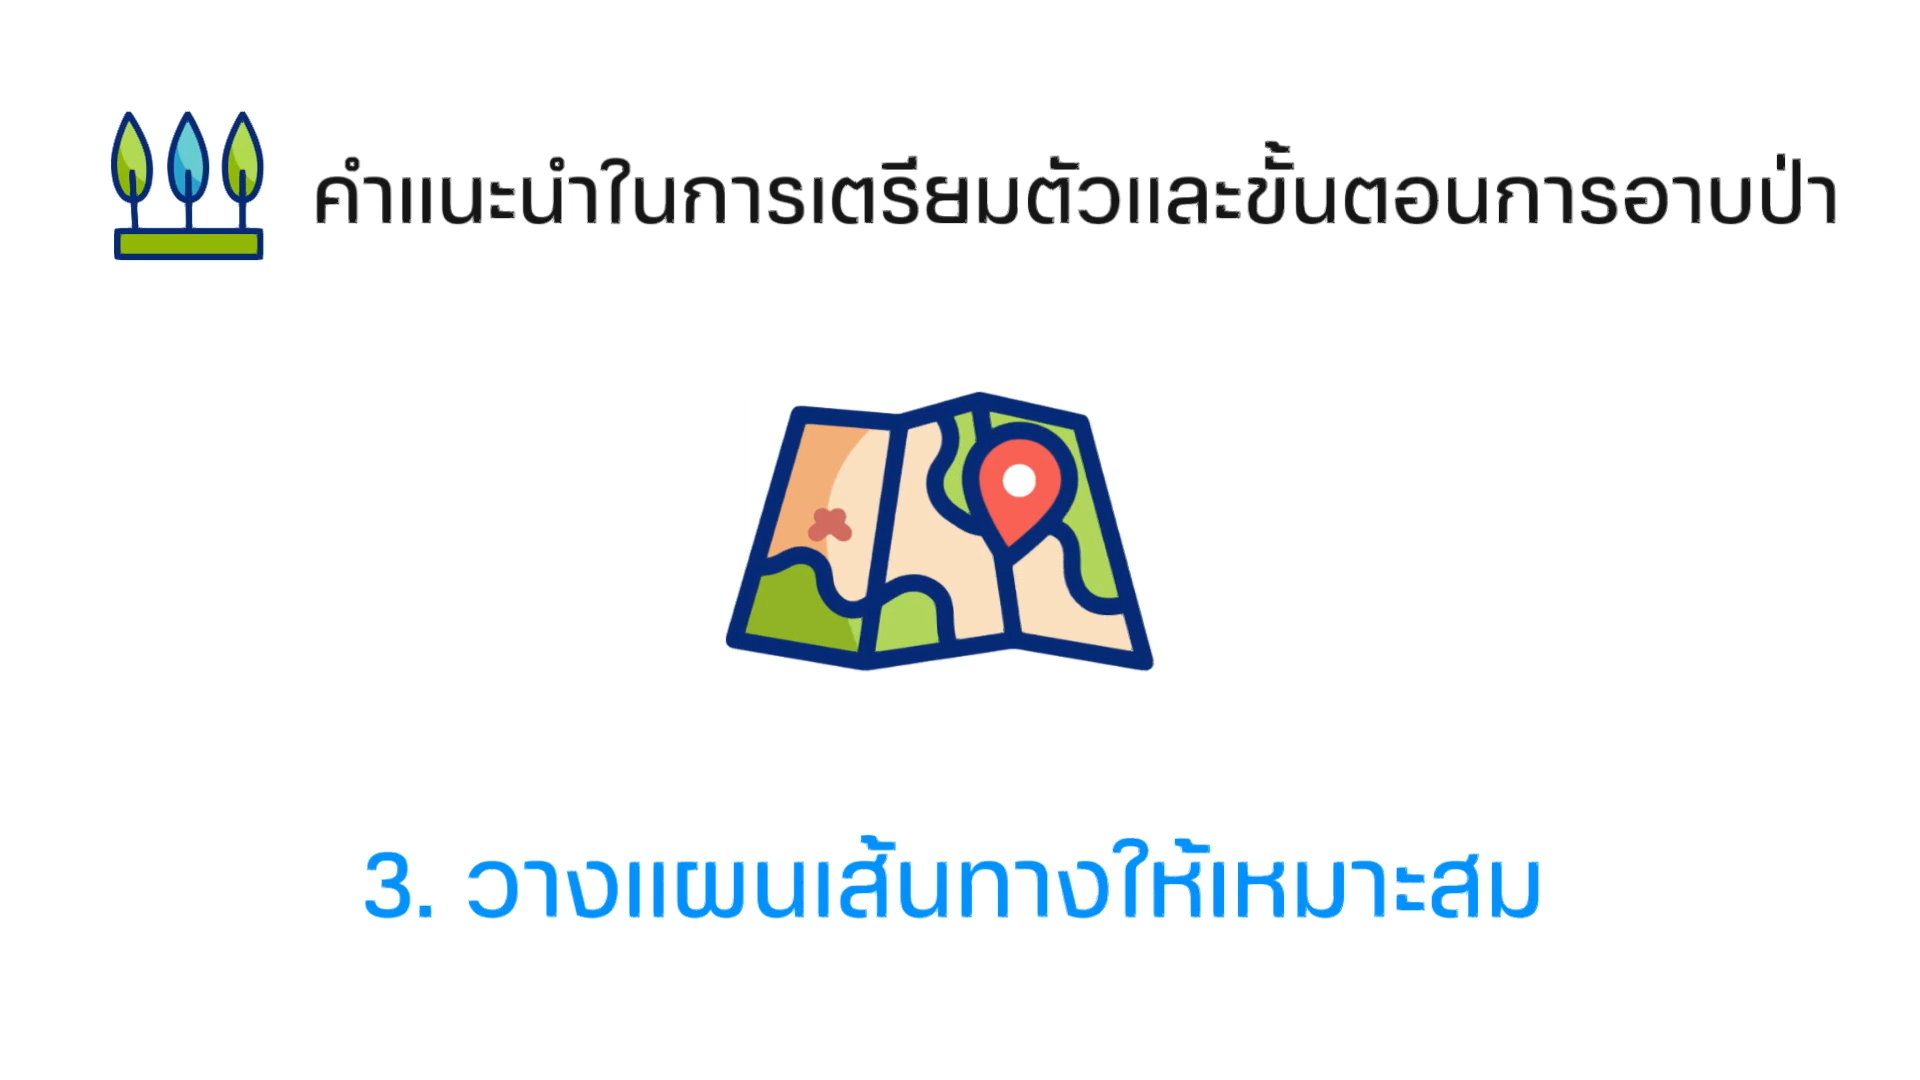 คำแนะนำในการเตรียมตัวและขั้นตอนการอาบป่า
3. วางแผนเส้นทางให้เหมาะสม